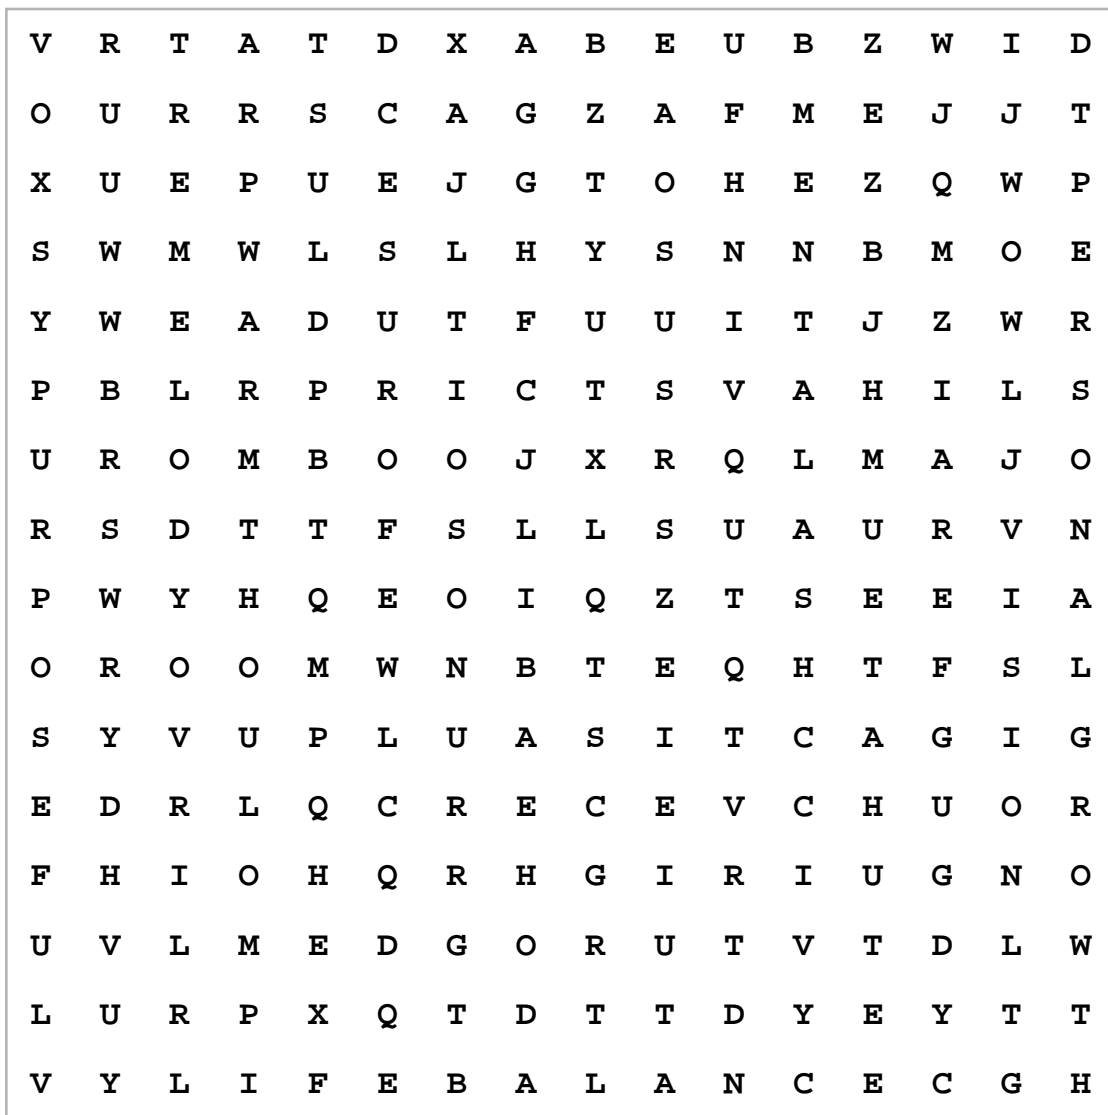 V R T A T D X A B E U B Z W I D
O U R R S C A G Z A F M E J J T
X U E P U E J G T O H E Z Q W P
S W M W L S L H Y S N N B M O E
Y W E A D U T F U U I T J Z W R
P B L R P R I C T S V A H I L S
U R O M B O O J X R Q L M A J O
R S D T T F S L L S U A U R V N
P W Y H Q E O I Q Z T S E E I A
O R O O M W N B T E Q H T F S L
S Y V U P L U A S I T C A G I G
E D R L Q C R E C E V C H U O R
F H I O H Q R H G I R I U G N O
U V L M E D G O R U T V T D L W
L U R P X Q T D T T D Y E Y T T
V Y L I F E B A L A N C E C G H